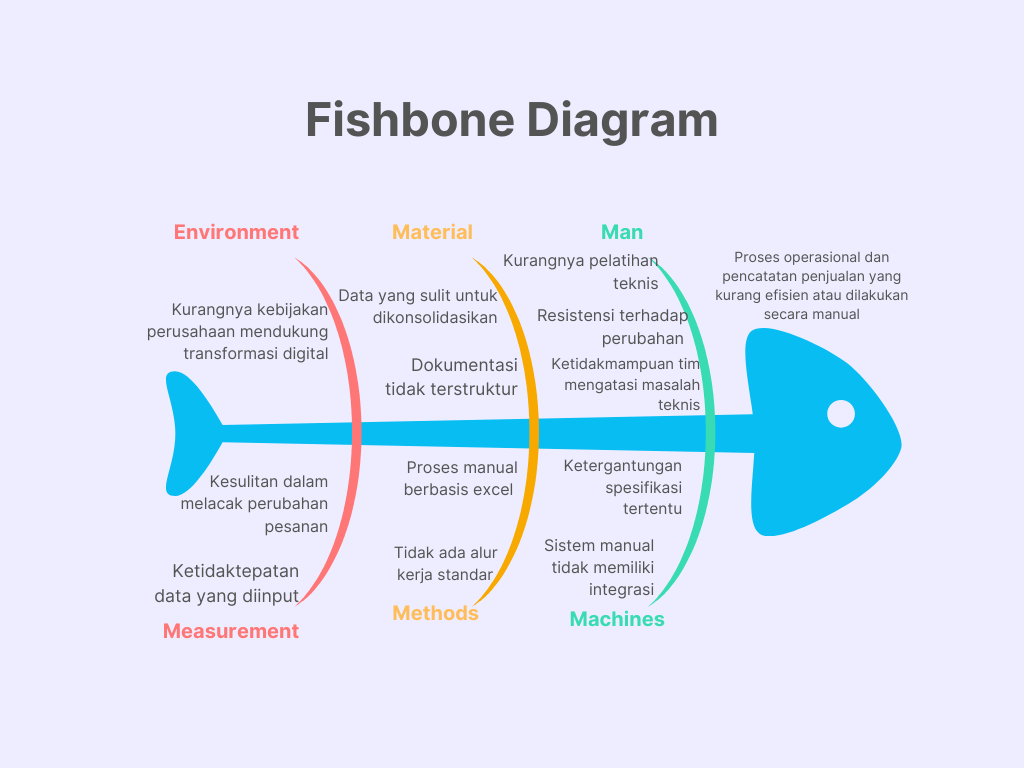 Fishbone Diagram
Environment
Kurangnya kebijakan
perusahaan mendukung
transformasi digital
Material
Data yang sulit untuk
dikonsolidasikan
Dokumentasi
tidak terstruktur
Man
Kurangnya pelatihan
teknis
Resistensi terhadap
perubahan
Ketidakmampuan tim
mengatasi masalah
teknis
Proses operasional dan
pencatatan penjualan yang
kurang efisien atau dilakukan
secara manual
Kesulitan dalam
melacak perubahan
pesanan
Ketidaktepatan
data yang diinput
Measurement
Proses manual
berbasis excel
Tidak ada alur
kerja standar
Methods
Ketergantungan
spesifikasi
tertentu
Sistem manual
tidak memiliki
integrasi
Machines